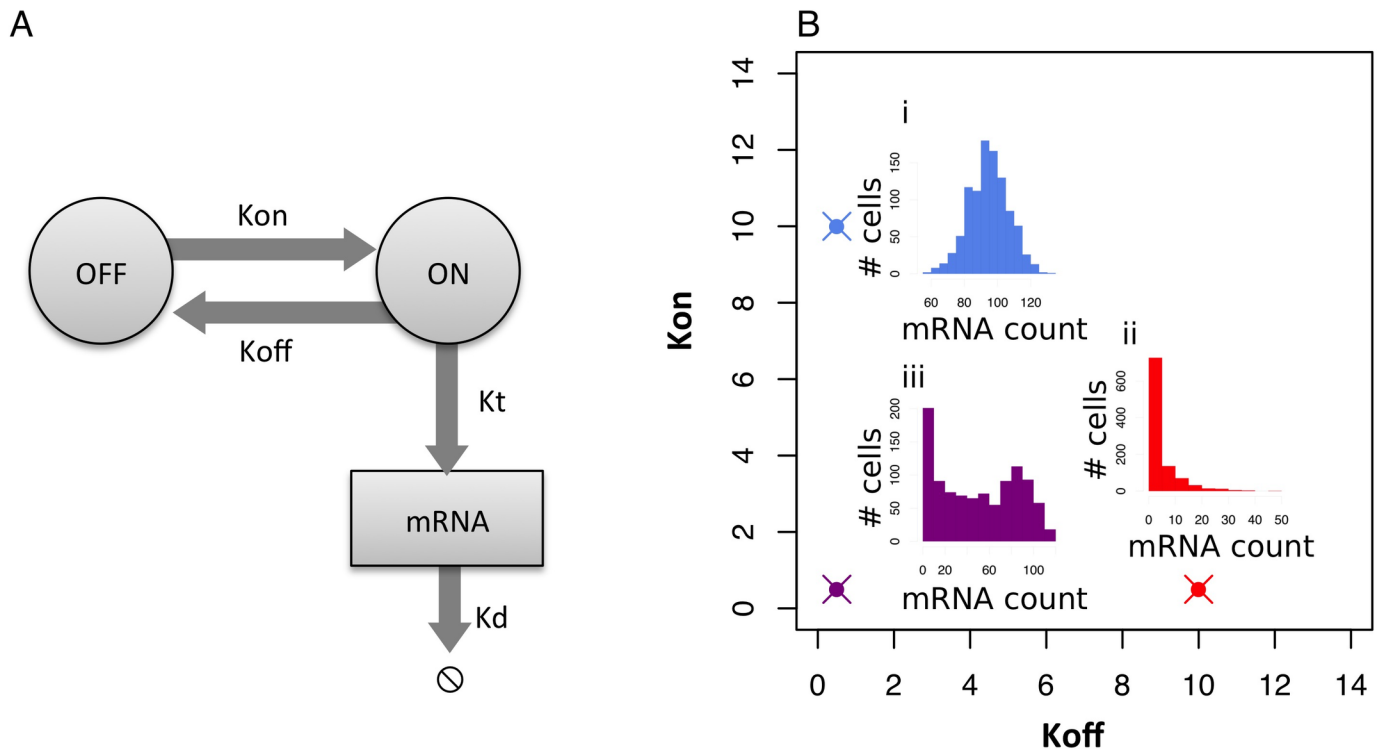 A
OFF
Kon
Koff
ON
Kt
mRNA
Kd
B
Kon
14
12
10
8
6
4
2
0
i
# cells
150
100
50
0
60 80 100 120
mRNA count
ii
# cells
600
400
200
0
0 10 20 30 40 50
mRNA count
iii
# cells
200
150
100
50
0
0 20 60 100
mRNA count
0 2 4 6 8 10 12 14
Koff